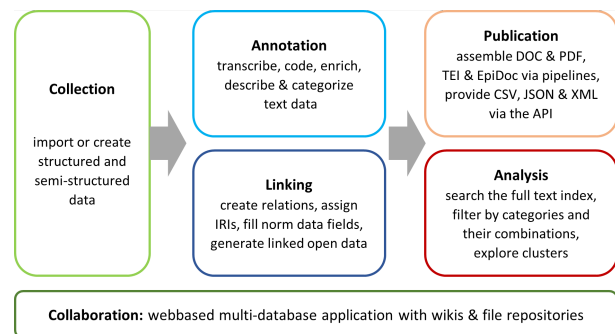 Collection
import or create
structured and
semi-structured
data
Annotation
transcribe, code, enrich,
describe & categorize
text data
Linking
create relations, assign
IRIs, fill norm data fields,
generate linked open data
Publication
assemble DOC & PDF,
TEI & EpiDoc via pipelines,
provide CSV, JSON & XML
via the API
Analysis
search the full text index,
filter by categories and
their combinations,
explore clusters
Collaboration: webbased multi-database application with wikis & file repositories